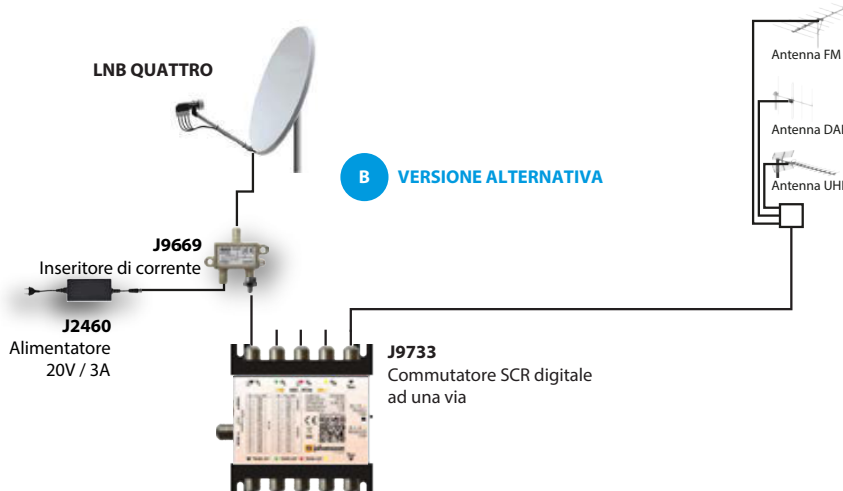 LNB QUATTRO
Antenna FM
Antenna DAB
Antenna UHF
B VERSIONE ALTERNATIVA
J9669
Inseritore di corrente
J2460
Alimentatore
20V / 3A
J9733
Commutatore SCR digitale
ad una via
johansson